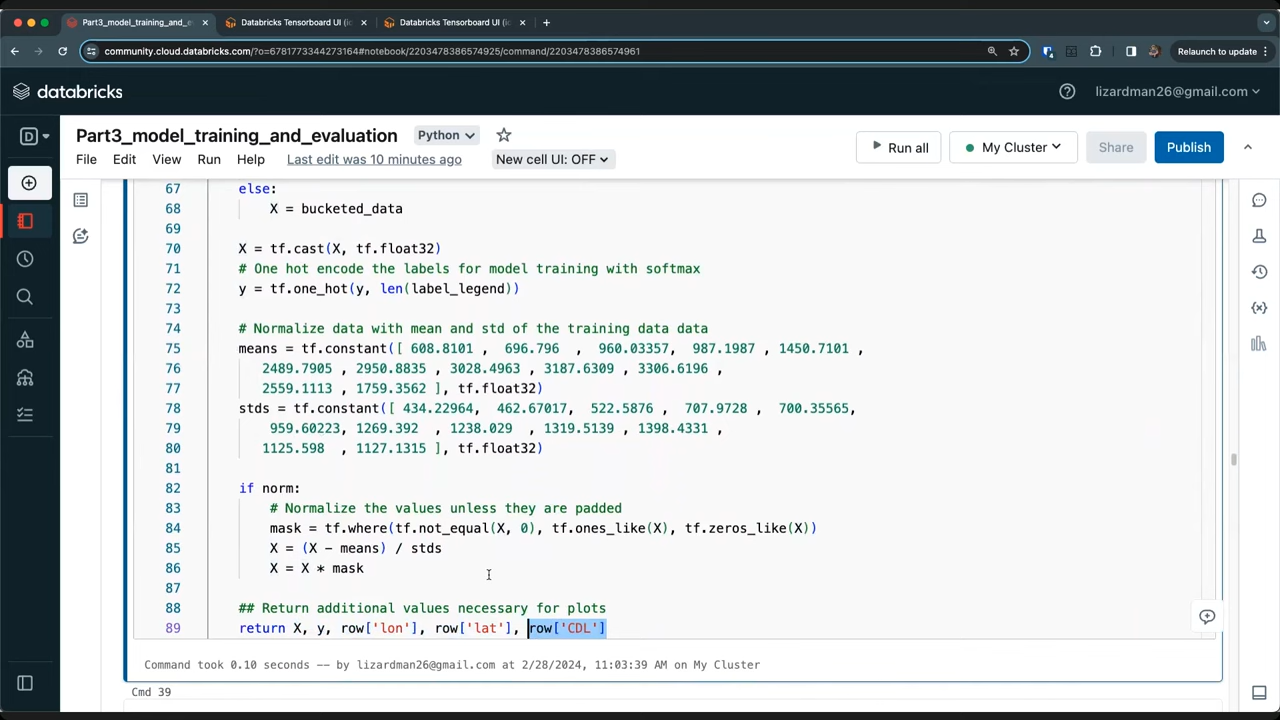 Part3_model_training_and_e
Databricks Tensorboard UI (i
Databricks Tensorboard UI (i
community.cloud.databricks.com/?o=6781773344273164#notebook/2203478386574925/command/2203478386574961
Relaunch to update
databricks
lizardman26@gmail.com
D
Part3_model_training_and_evaluation
Python
File Edit View Run Help Last edit was 10 minutes ago New cell UI: OFF
Run all
My Cluster
Share
Publish
67 else:
68 X = bucketed_data
69
70 X = tf.cast(X, tf.float32)
71 # One hot encode the labels for model training with softmax
72 y = tf.one_hot(y, len(label_legend))
73
74 # Normalize data with mean and std of the training data data
75 means = tf.constant([ 608.8101 , 696.796 , 960.03357, 987.1987 , 1450.7101 ,
76 2489.7905 , 2950.8835 , 3028.4963 , 3187.6309 , 3306.6196 ,
77 2559.1113 , 1759.3562 ], tf.float32)
78 stds = tf.constant([ 434.22964, 462.67017, 522.5876 , 707.9728 , 700.35565,
79 959.60223, 1269.392 , 1238.029 , 1319.5139 , 1398.4331 ,
80 1125.598 , 1127.1315 ], tf.float32)
81
82 if norm:
83 # Normalize the values unless they are padded
84 mask = tf.where(tf.not_equal(X, 0), tf.ones_like(X), tf.zeros_like(X))
85 X = (X - means) / stds
86 X = X * mask
87
88 ## Return additional values necessary for plots
89 return X, y, row['lon'], row['lat'], row['CDL']
Command took 0.10 seconds -- by lizardman26@gmail.com at 2/28/2024, 11:03:39 AM on My Cluster
Cmd 39